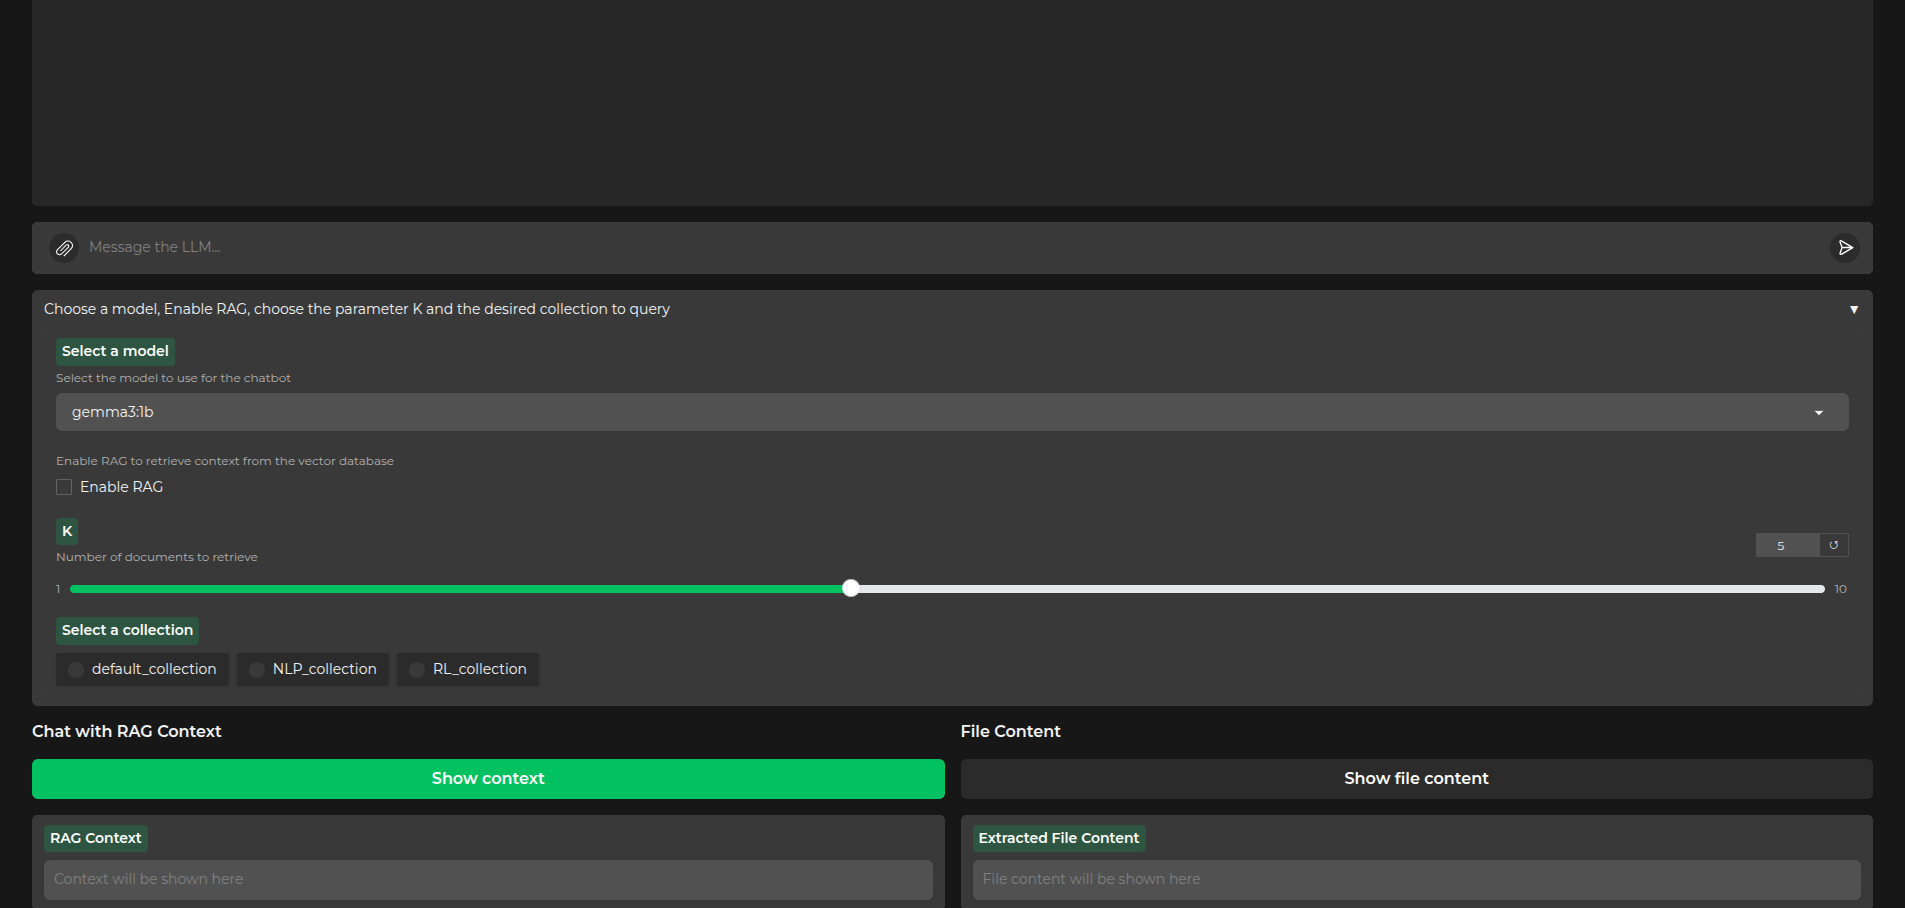 Message the LLM...
Choose a model, Enable RAG, choose the parameter K and the desired collection to query
Select a model
Select the model to use for the chatbot
gemma3:1b
Enable RAG to retrieve context from the vector database
Enable RAG
K
Number of documents to retrieve
5
1
10
Select a collection
default_collection NLP_collection RL_collection
Chat with RAG Context
File Content
Show context
Show file content
RAG Context
Extracted File Content
Context will be shown here
File content will be shown here